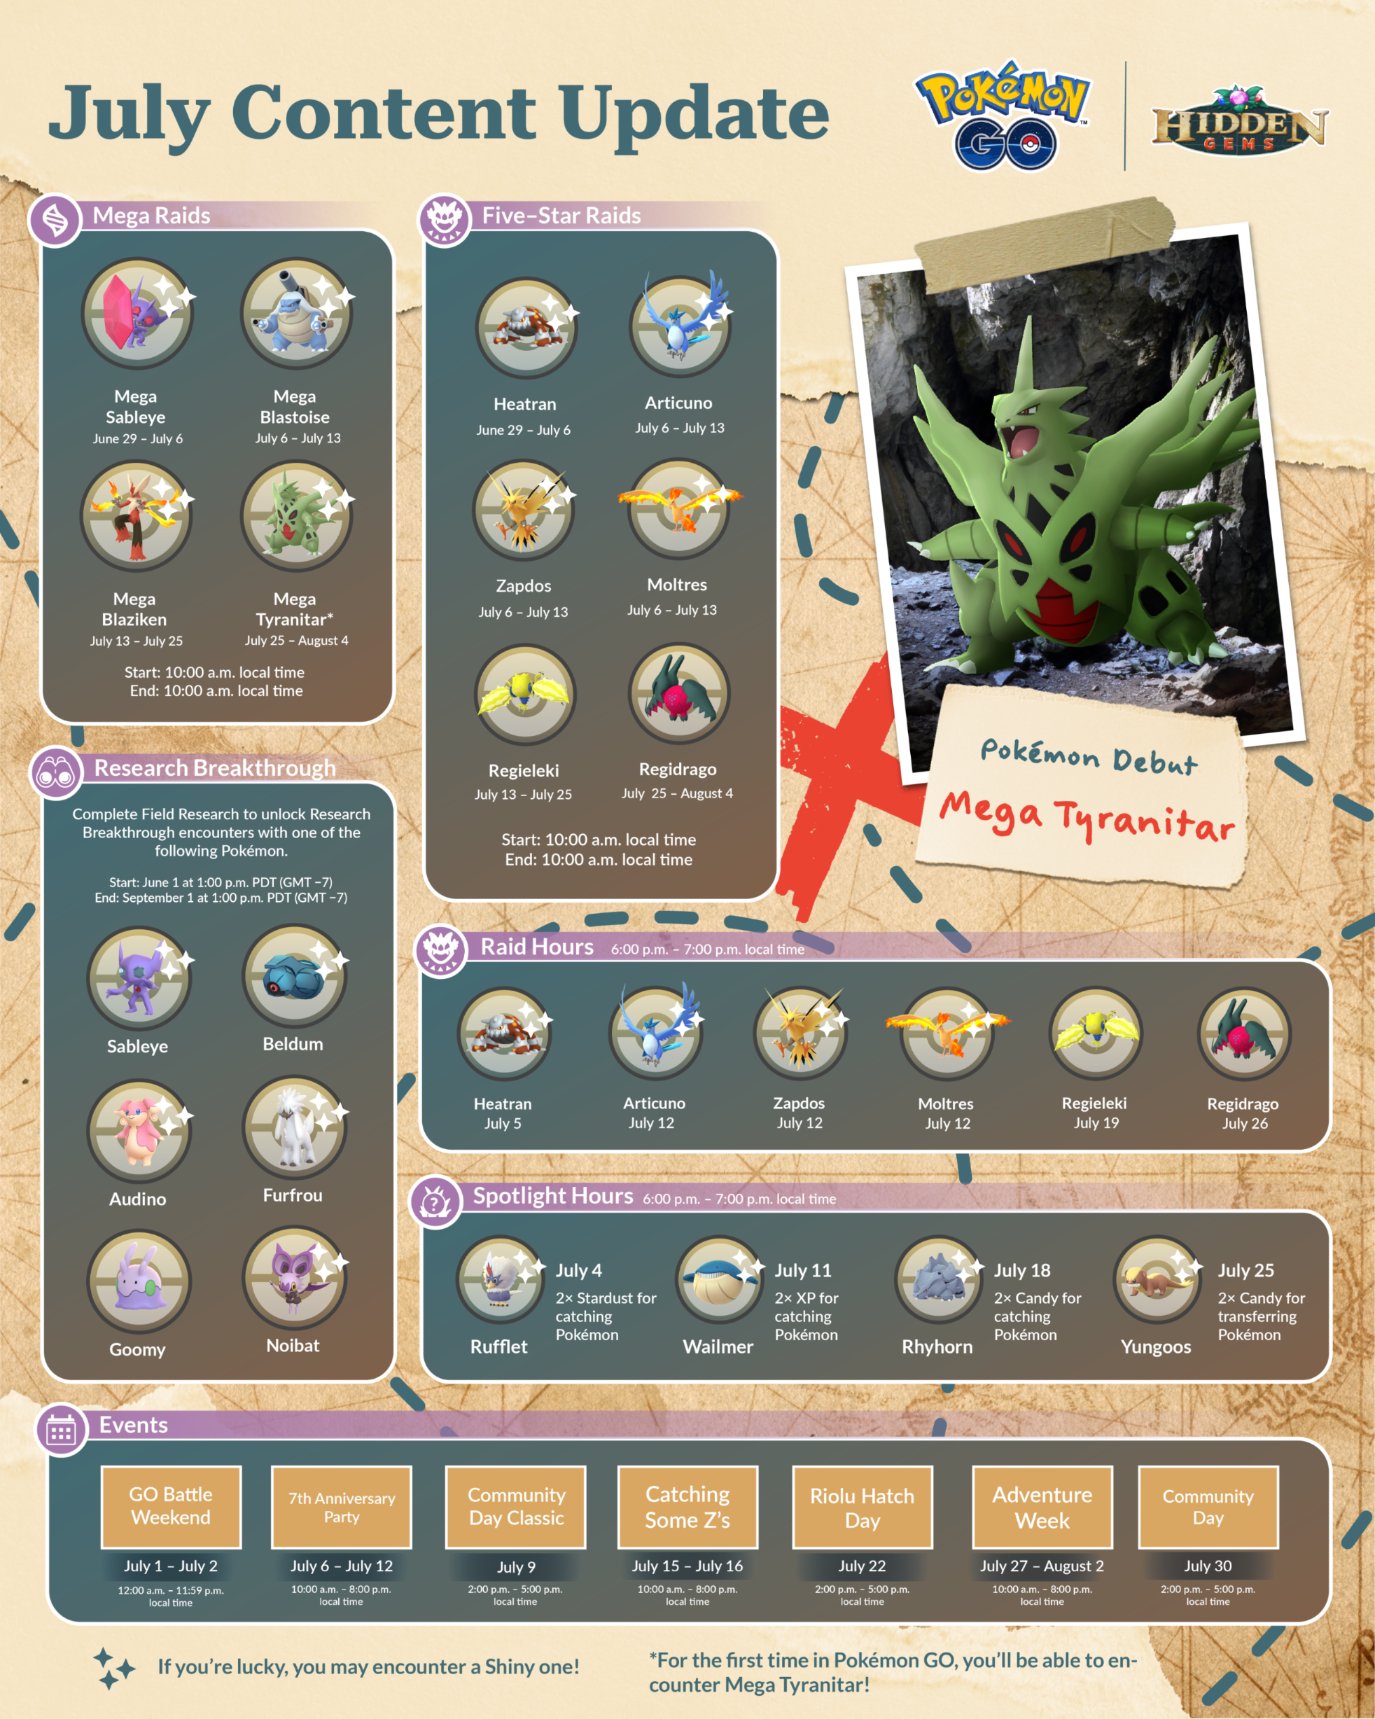 July Content Update
POKÉMON
GO
TM
HIDDEN
GEMS
Mega Raids
Mega
Sableye
June 29 – July 6
Mega
Blastoise
July 6 – July 13
Mega
Blaziken
July 13 – July 25
Mega
Tyranitar*
July 25 – August 4
Start: 10:00 a.m. local time
End: 10:00 a.m. local time
Five–Star Raids
Heatran
June 29 – July 6
Articuno
July 6 – July 13
Zapdos
July 6 – July 13
Moltres
July 6 – July 13
Regieleki
July 13 – July 25
Regidrago
July 25 – August 4
Start: 10:00 a.m. local time
End: 10:00 a.m. local time
Pokémon Debut
Mega Tyranitar
Research Breakthrough
Complete Field Research to unlock Research
Breakthrough encounters with one of the
following Pokémon.
Start: June 1 at 1:00 p.m. PDT (GMT −7)
End: September 1 at 1:00 p.m. PDT (GMT −7)
Sableye
Beldum
Audino
Furfrou
Goomy
Noibat
Raid Hours 6:00 p.m. – 7:00 p.m. local time
Heatran
July 5
Articuno
July 12
Zapdos
July 12
Moltres
July 12
Regieleki
July 19
Regidrago
July 26
Spotlight Hours 6:00 p.m. – 7:00 p.m. local time
Rufflet
July 4
2× Stardust for
catching
Pokémon
Wailmer
July 11
2× XP for
catching
Pokémon
Rhyhorn
July 18
2× Candy for
catching
Pokémon
Yungoos
July 25
2× Candy for
transferring
Pokémon
Events
GO Battle
Weekend
July 1 – July 2
12:00 a.m. – 11:59 p.m.
local time
7th Anniversary
Party
July 6 – July 12
10:00 a.m. – 8:00 p.m.
local time
Community
Day Classic
July 9
2:00 p.m. – 5:00 p.m.
local time
Catching
Some Z's
July 15 – July 16
10:00 a.m. – 8:00 p.m.
local time
Riolu Hatch
Day
July 22
2:00 p.m. – 5:00 p.m.
local time
Adventure
Week
July 27 – August 2
10:00 a.m. – 8:00 p.m.
local time
Community
Day
July 30
2:00 p.m. – 5:00 p.m.
local time
If you're lucky, you may encounter a Shiny one!
*For the first time in Pokémon GO, you'll be able to en-
counter Mega Tyranitar!